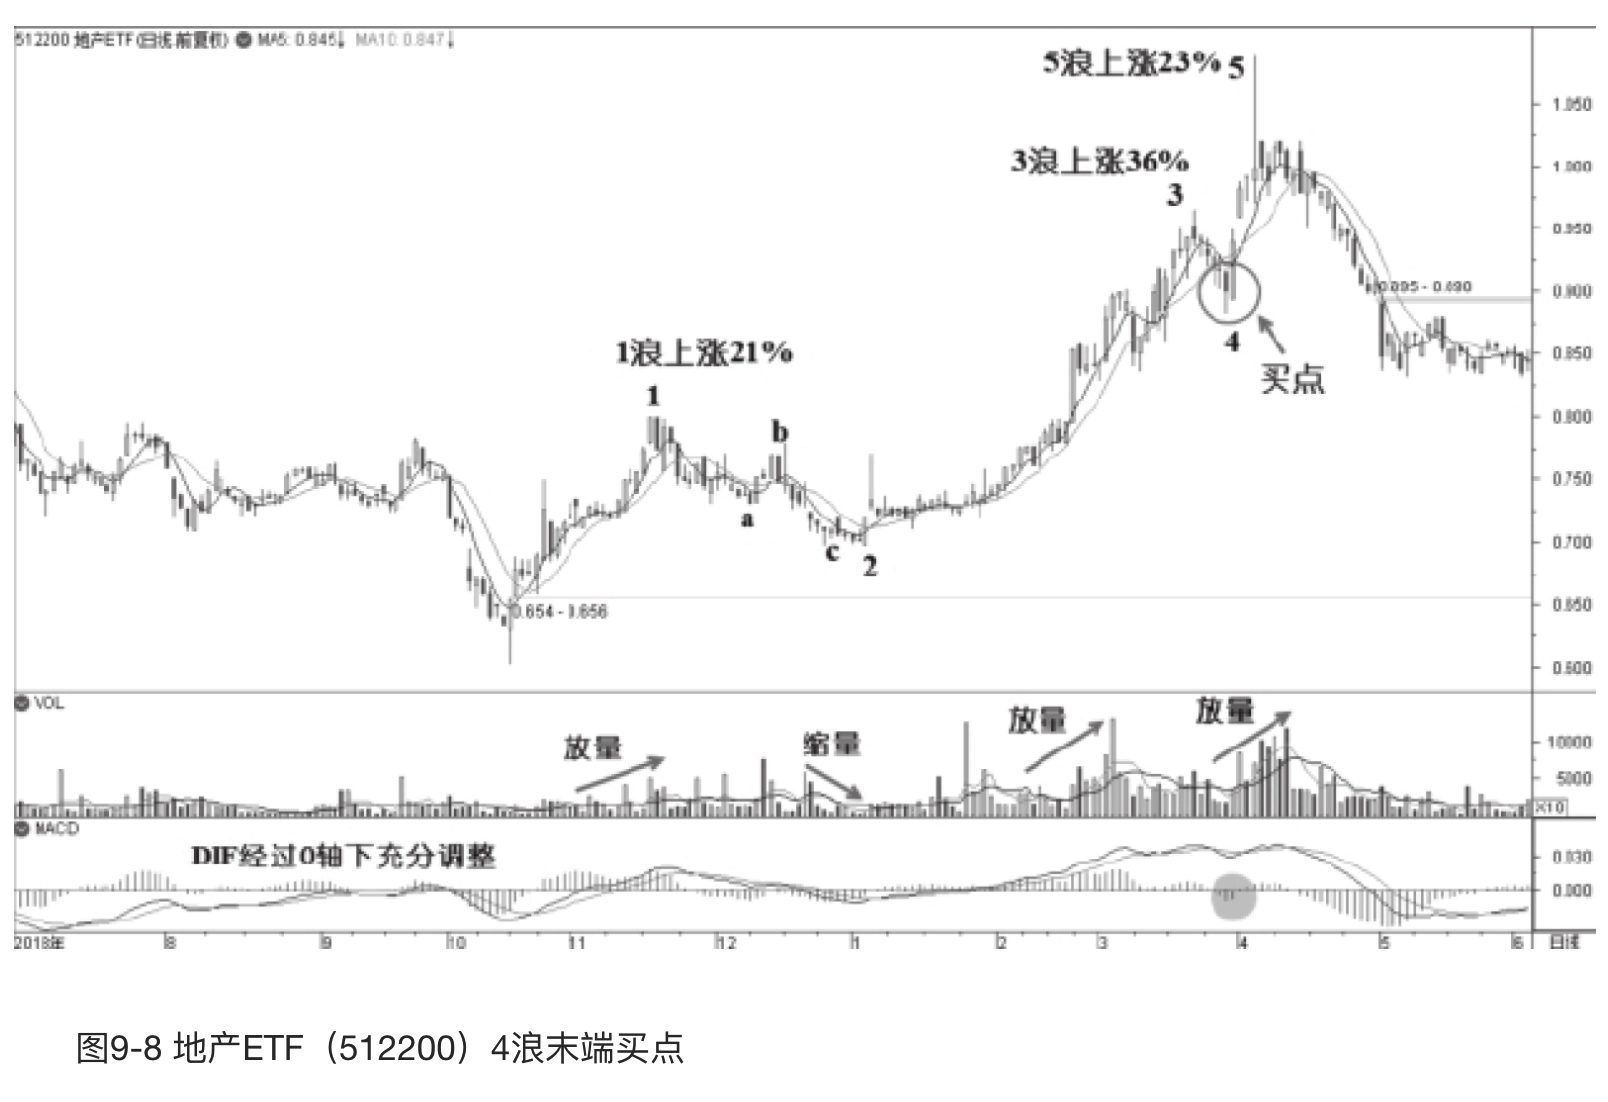 512200 地产ETF(日线 前复权) MA5: 0.845↓ MA10: 0.847↓
5浪上涨23% 5
1.050
3浪上涨36%
1.000
3
0.950
0.895 - 0.890
0.900
4
1浪上涨21%
0.850
买点
1
0.800
b
0.750
a
0.700
c
2
0.654 - 0.656
0.650
0.600
VOL
放量
缩量
放量
放量
10000
5000
X10
MACD
DIF经过0轴下充分调整
0.030
0.000
2018年 8 9 10 11 12 1 2 3 4 5 6 日线
图9-8 地产ETF（512200）4浪末端买点